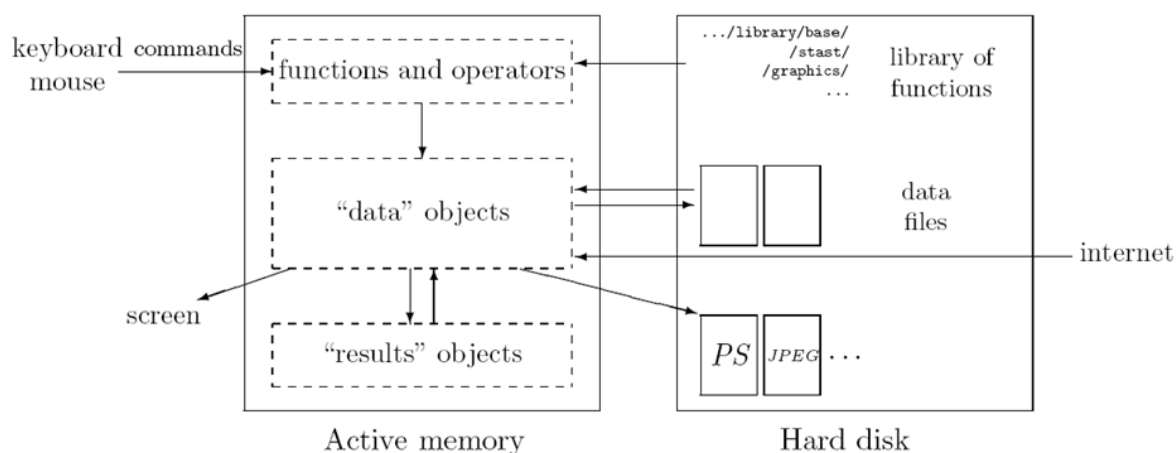 keyboard commands
mouse
functions and operators
.../library/base/
/stast/
/graphics/
...
library of
functions
“data” objects
data
files
internet
screen
“results” objects
PS
JPEG
...
Active memory
Hard disk